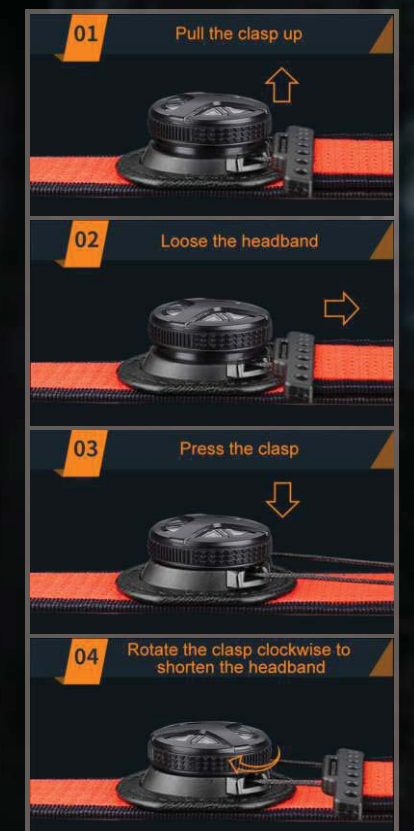 01
Pull the clasp up
02
Loose the headband
03
Press the clasp
04
Rotate the clasp clockwise to
shorten the headband